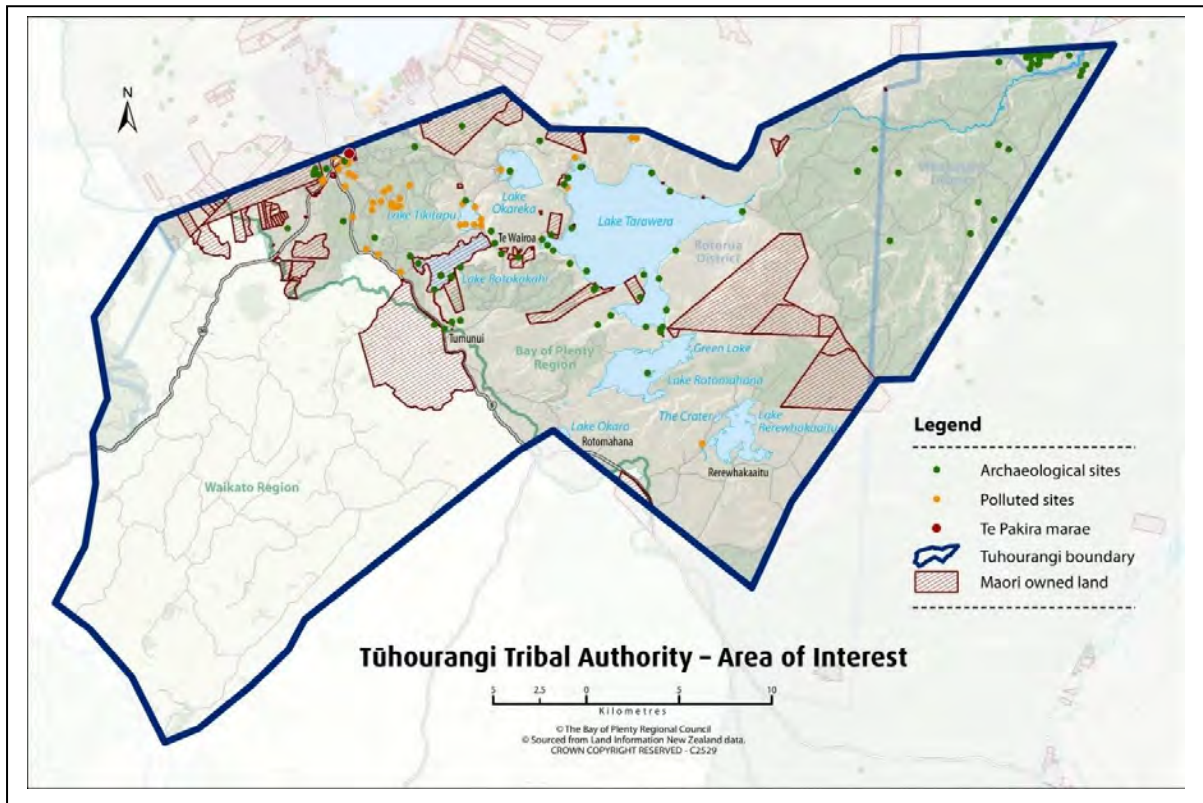 N
Lake Okareka
Lake Tikitapu
Lake Tarawera
Te Wairoa
Rotorua
District
Lake Rotokakahi
Tumunui
Bay of Plenty
Region
Green Lake
Lake Rotomahana
The Crater
Lake
Rerewhakaaitu
Lake Okaro
Rotomahana
Rerewhakaaitu
Waikato Region
Legend
Archaeological sites
Polluted sites
Te Pakira marae
Tuhourangi boundary
Maori owned land
Tūhourangi Tribal Authority – Area of Interest
5 2.5 0 5 10
Kilometres
© The Bay of Plenty Regional Council
© Sourced from Land Information New Zealand data.
CROWN COPYRIGHT RESERVED - C2529